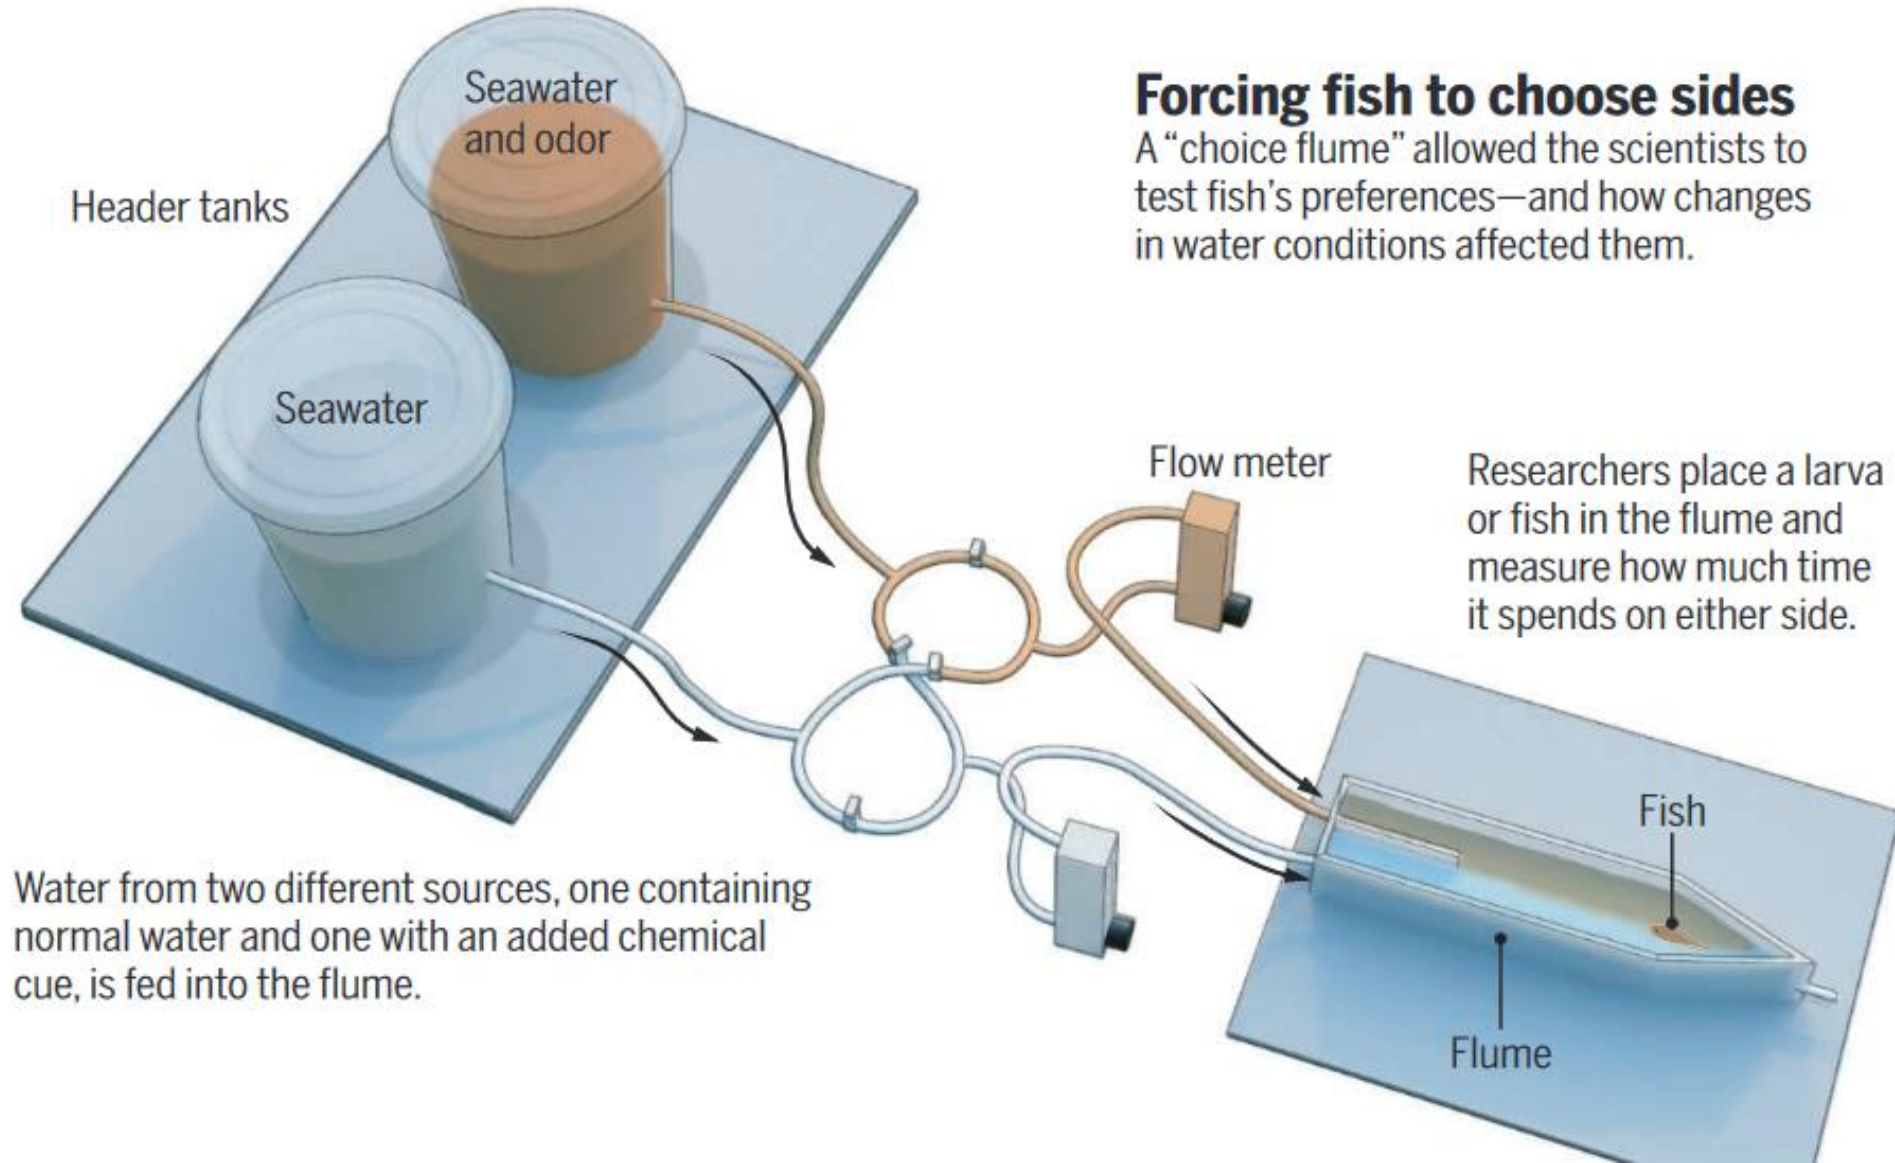 Forcing fish to choose sides
A “choice flume” allowed the scientists to
test fish’s preferences—and how changes
in water conditions affected them.
Seawater
and odor
Header tanks
Seawater
Flow meter
Researchers place a larva
or fish in the flume and
measure how much time
it spends on either side.
Fish
Flume
Water from two different sources, one containing
normal water and one with an added chemical
cue, is fed into the flume.